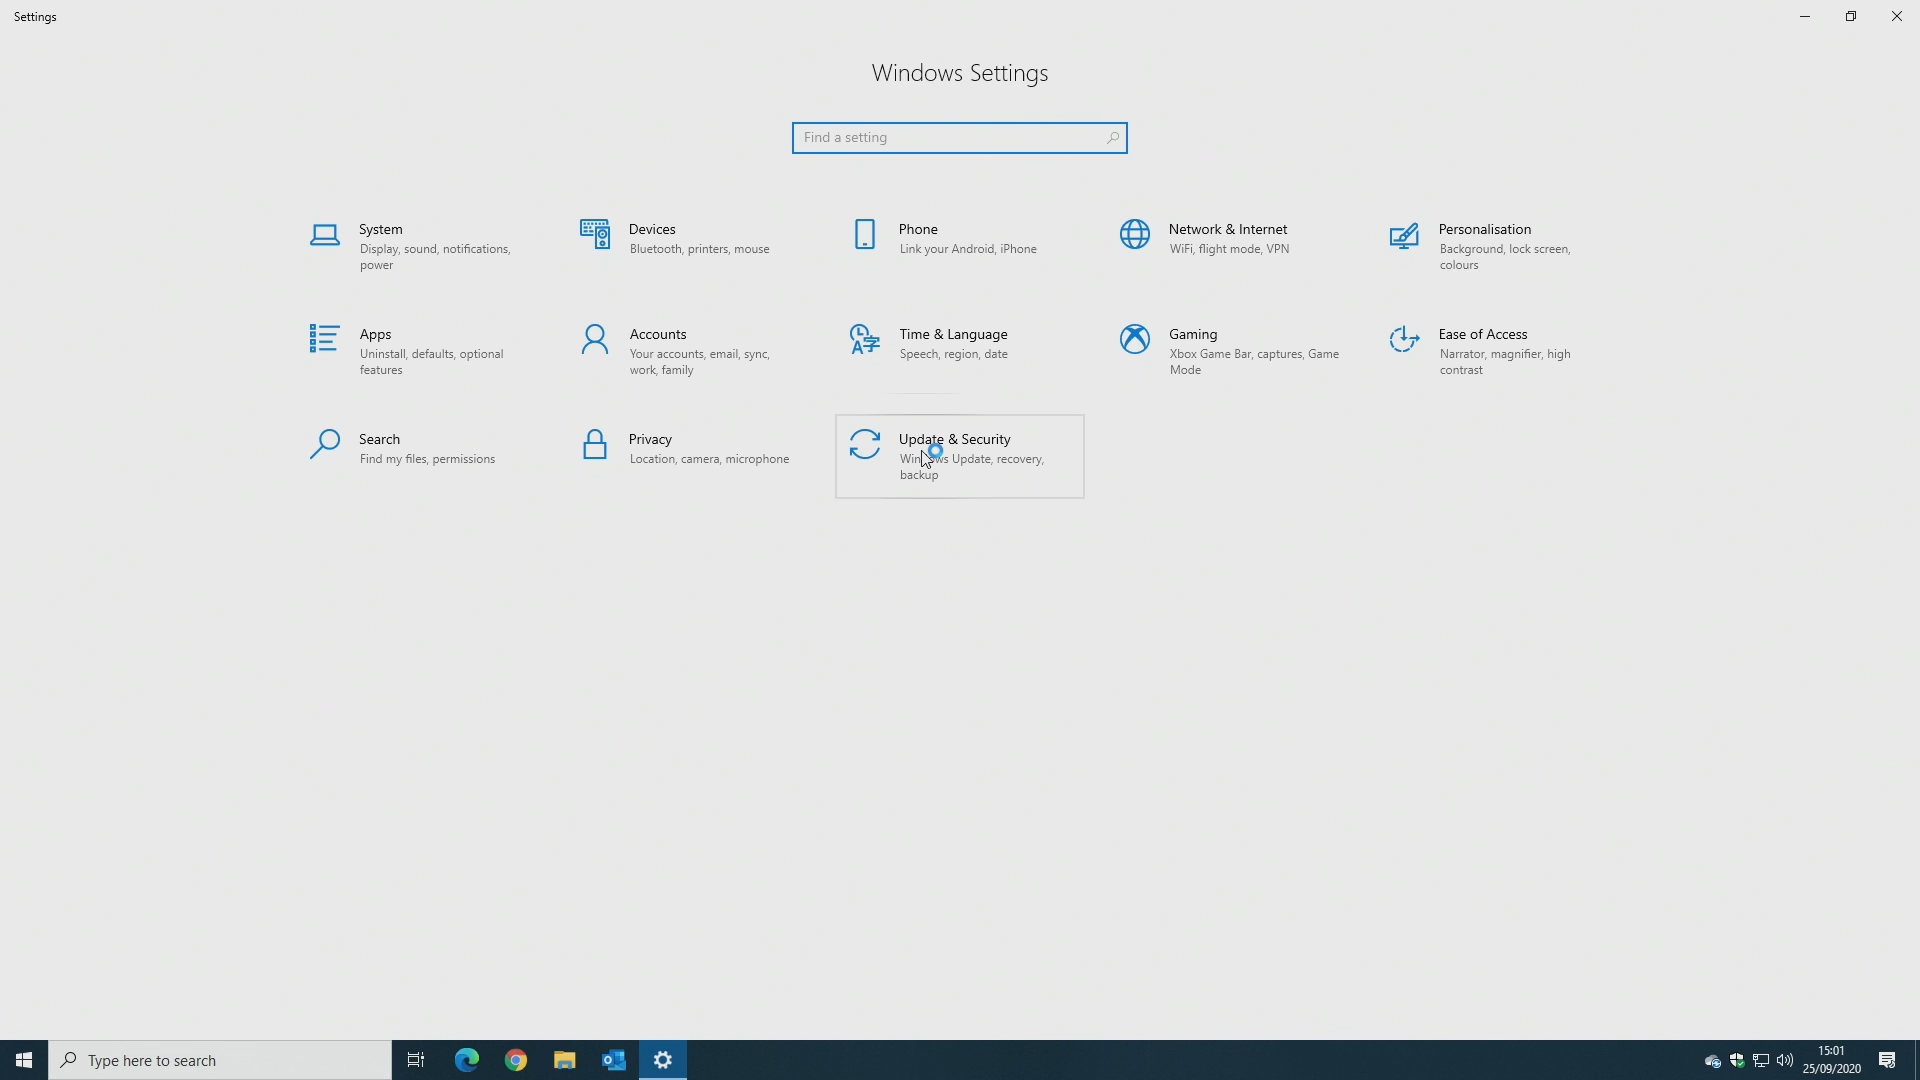 Settings
Windows Settings
Find a setting
System
Display, sound, notifications,
power
Devices
Bluetooth, printers, mouse
Phone
Link your Android, iPhone
Network & Internet
WiFi, flight mode, VPN
Personalisation
Background, lock screen,
colours
Apps
Uninstall, defaults, optional
features
Accounts
Your accounts, email, sync,
work, family
Time & Language
Speech, region, date
Gaming
Xbox Game Bar, captures, Game
Mode
Ease of Access
Narrator, magnifier, high
contrast
Search
Find my files, permissions
Privacy
Location, camera, microphone
Update & Security
Windows Update, recovery,
backup
Type here to search
15:01
25/09/2020